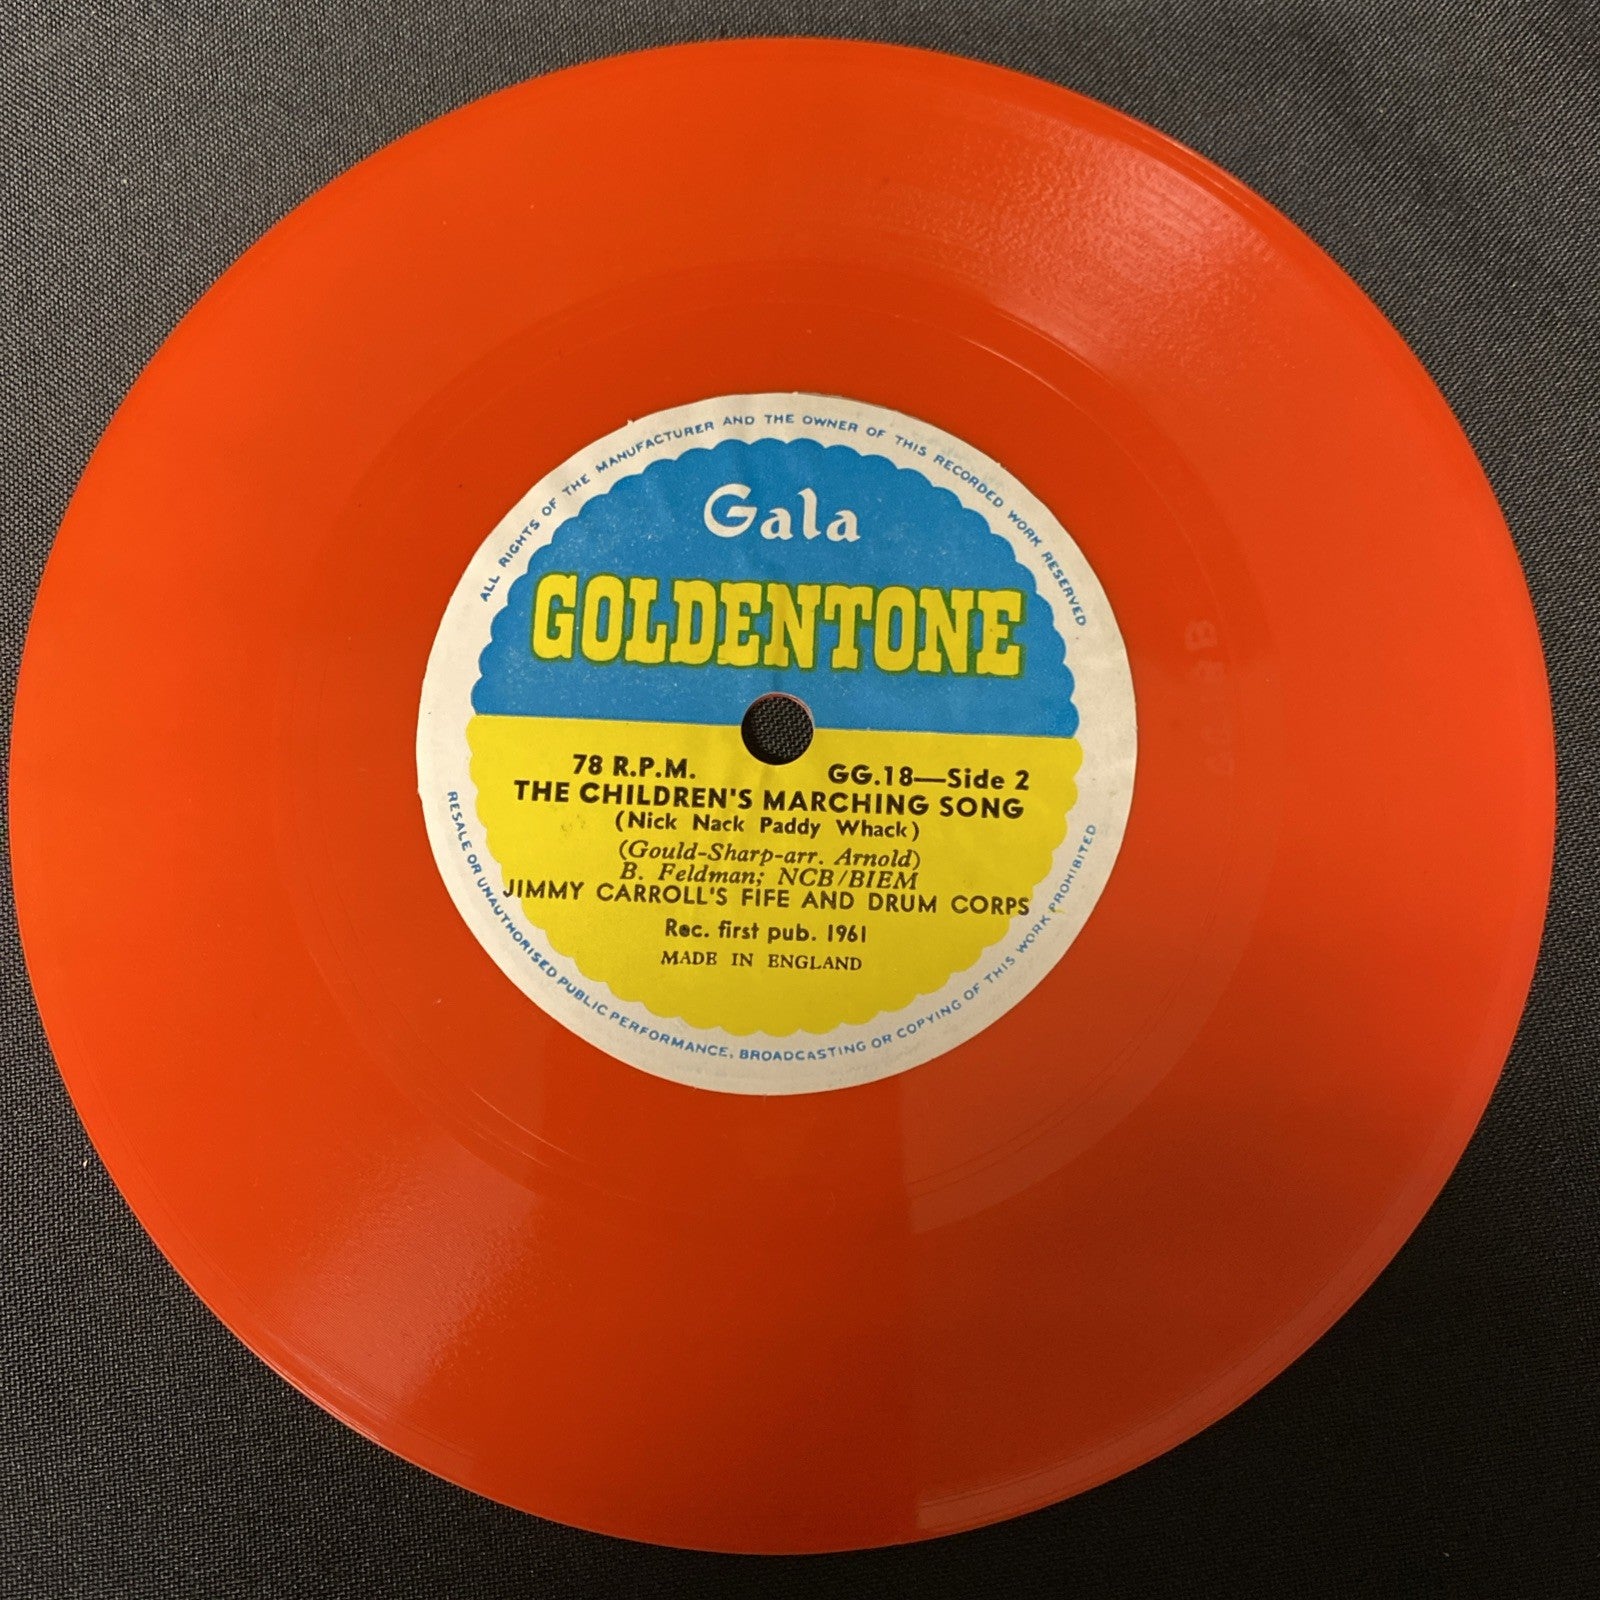 ALL RIGHTS OF THE MANUFACTURER AND THE OWNER OF THIS RECORDED WORK RESERVED
Gala
GOLDENTONE
78 R.P.M. GG.18—Side 2
THE CHILDREN'S MARCHING SONG
(Nick Nack Paddy Whack)
(Gould-Sharp-arr. Arnold)
B. Feldman; NCB/BIEM
JIMMY CARROLL'S FIFE AND DRUM CORPS
Rec. first pub. 1961
MADE IN ENGLAND
RESALE OR UNAUTHORISED PUBLIC PERFORMANCE, BROADCASTING OR COPYING OF THIS WORK PROHIBITED